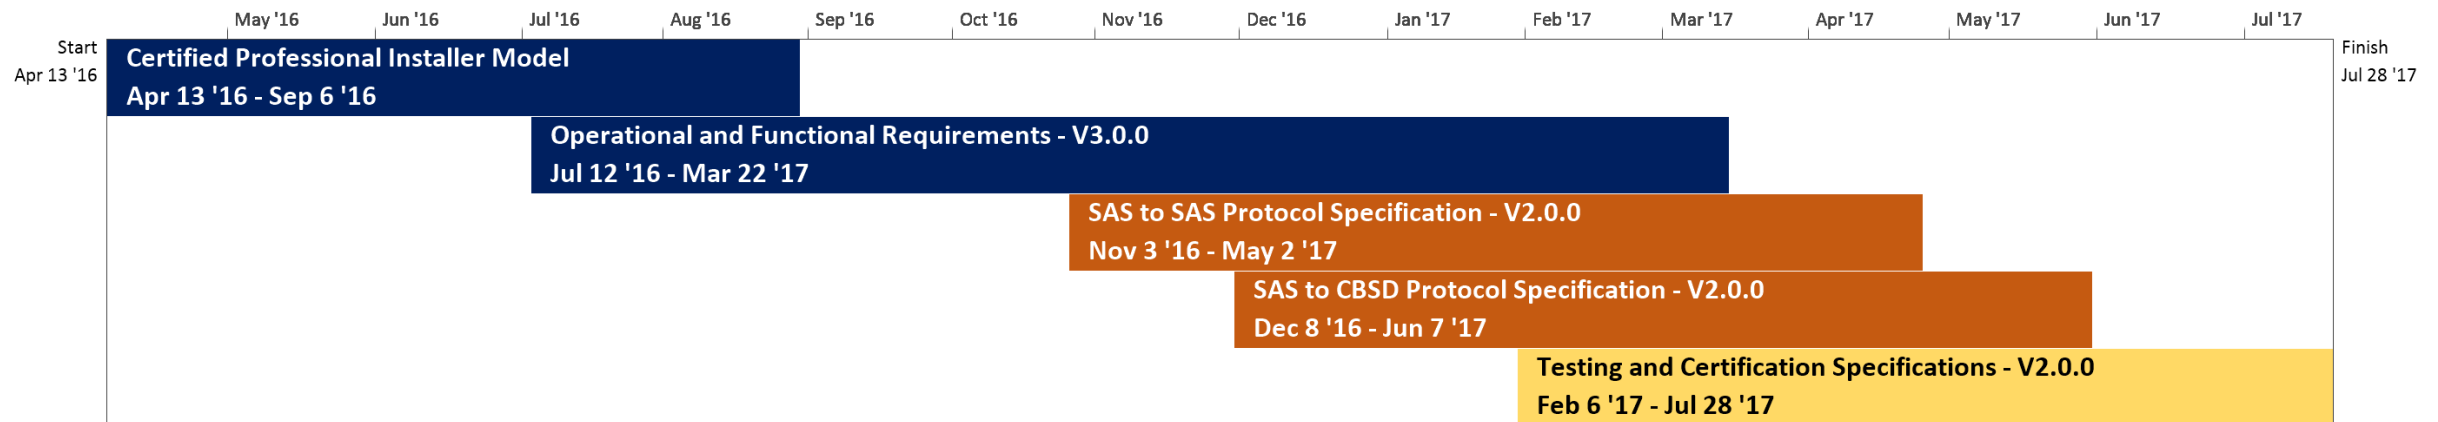 May '16 Jun '16 Jul '16 Aug '16 Sep '16 Oct '16 Nov '16 Dec '16 Jan '17 Feb '17 Mar '17 Apr '17 May '17 Jun '17 Jul '17
Start
Apr 13 '16
Finish
Jul 28 '17
Certified Professional Installer Model
Apr 13 '16 - Sep 6 '16
Operational and Functional Requirements - V3.0.0
Jul 12 '16 - Mar 22 '17
SAS to SAS Protocol Specification - V2.0.0
Nov 3 '16 - May 2 '17
SAS to CBSD Protocol Specification - V2.0.0
Dec 8 '16 - Jun 7 '17
Testing and Certification Specifications - V2.0.0
Feb 6 '17 - Jul 28 '17